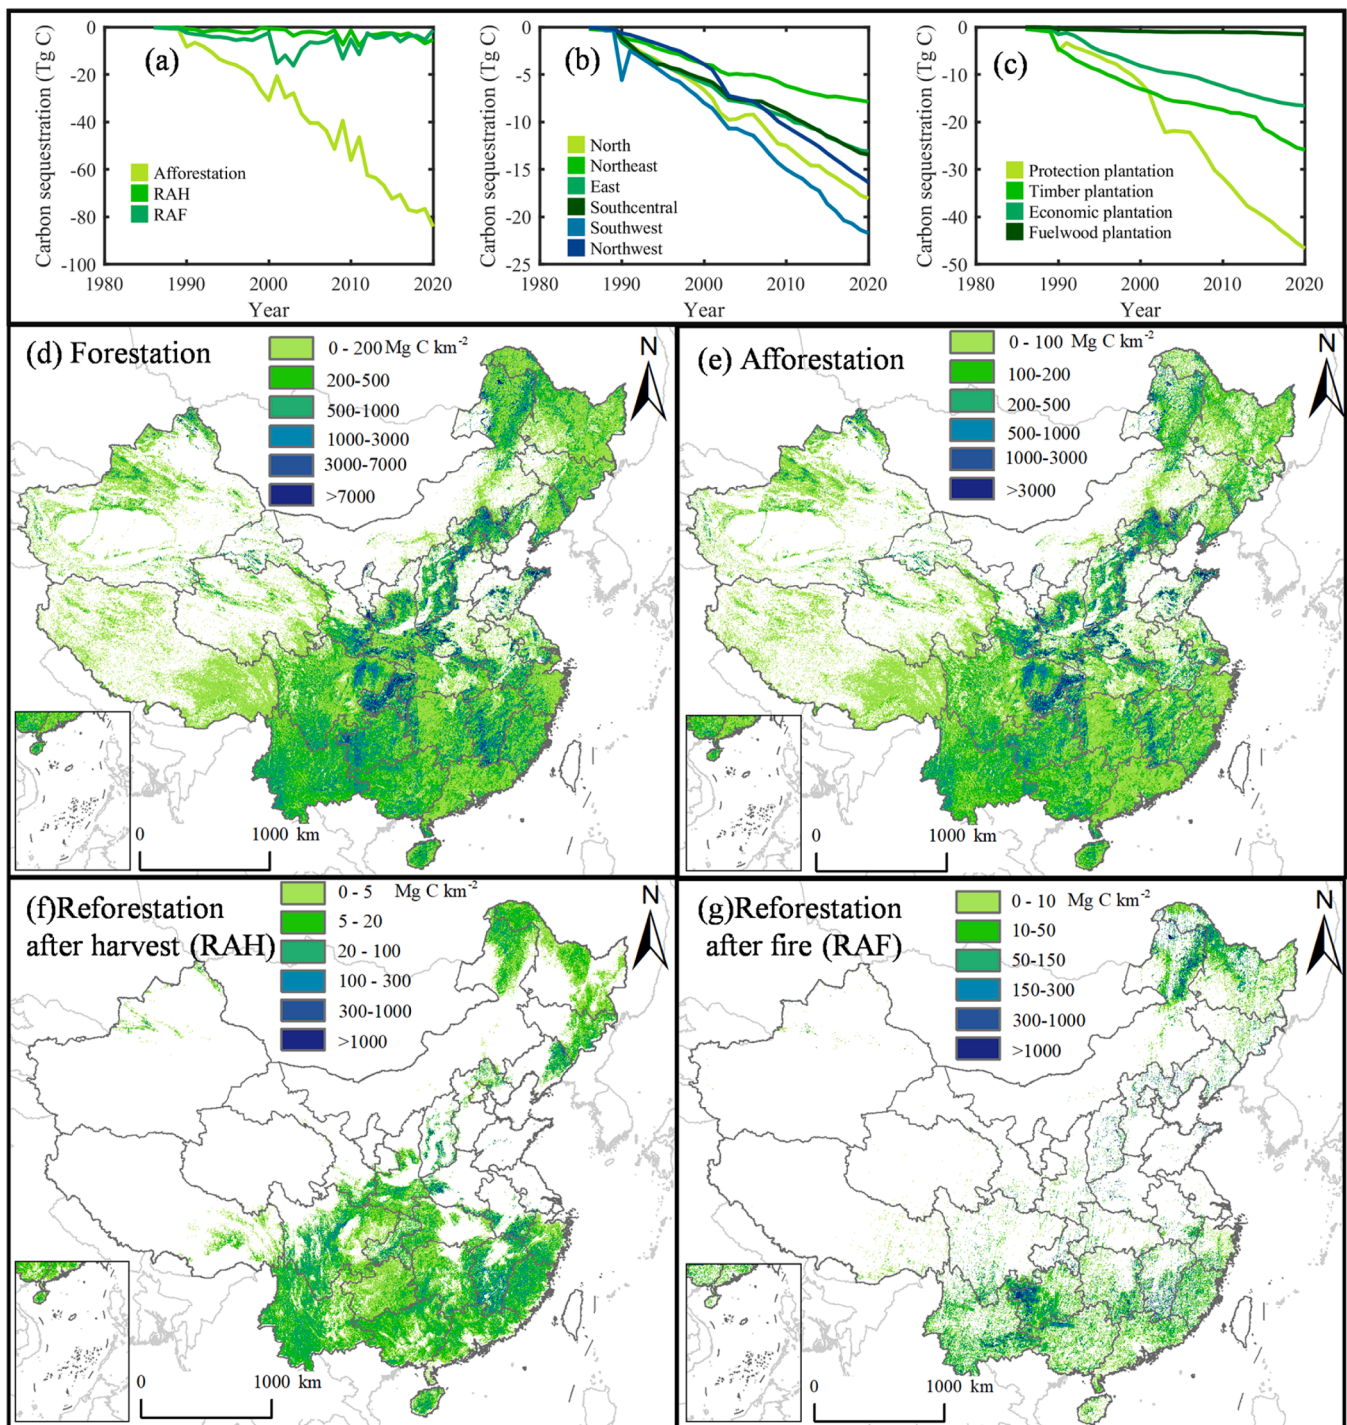 (a)
Carbon sequestration (Tg C)
0
-20
-40
-60
-80
-100
Afforestation
RAH
RAF
1980 1990 2000 2010 2020
Year
(b)
Carbon sequestration (Tg C)
0
-5
-10
-15
-20
-25
North
Northeast
East
Southcentral
Southwest
Northwest
1980 1990 2000 2010 2020
Year
(c)
Carbon sequestration (Tg C)
0
-10
-20
-30
-40
-50
Protection plantation
Timber plantation
Economic plantation
Fuelwood plantation
1980 1990 2000 2010 2020
Year
(d) Forestation
0 - 200 Mg C km-2
200-500
500-1000
1000-3000
3000-7000
>7000
N
0 1000 km
(e) Afforestation
0 - 100 Mg C km-2
100-200
200-500
500-1000
1000-3000
>3000
N
0 1000 km
(f)Reforestation
after harvest (RAH)
0 - 5 Mg C km-2
5 - 20
20 - 100
100 - 300
300-1000
>1000
N
0 1000 km
(g)Reforestation
after fire (RAF)
0 - 10 Mg C km-2
10-50
50-150
150-300
300-1000
>1000
N
0 1000 km